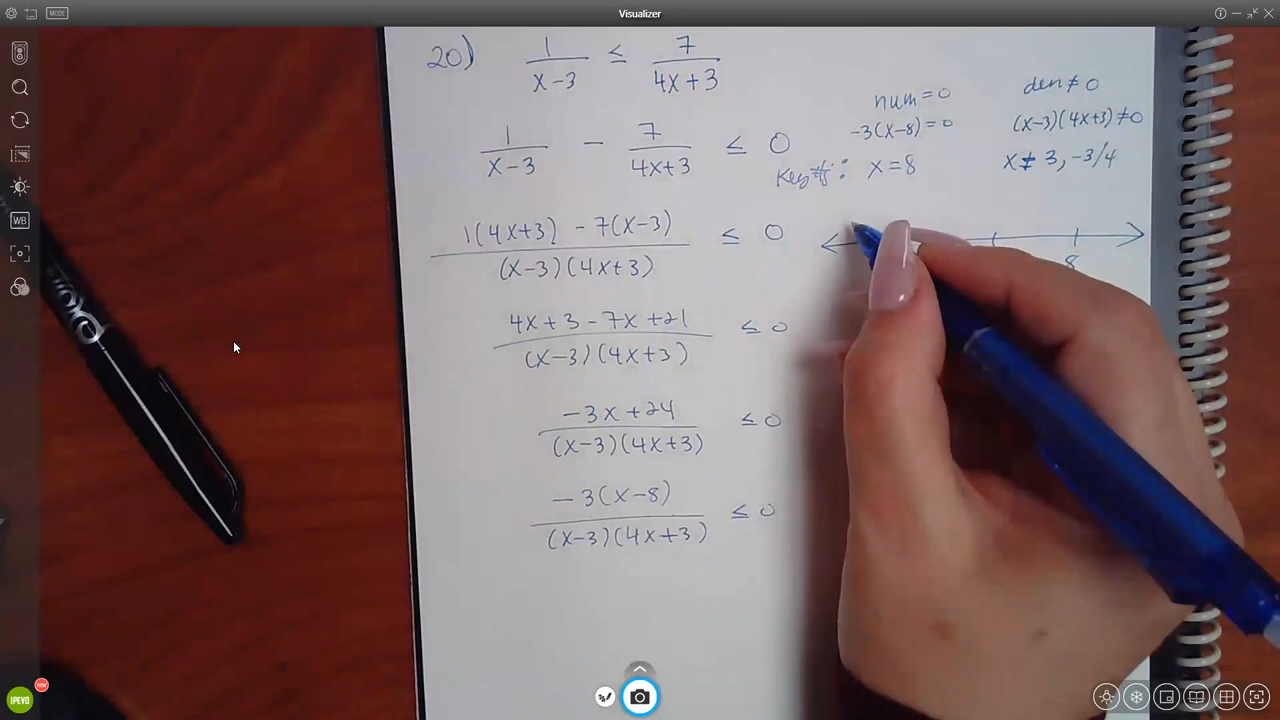 MODE
Visualizer
20) 1/(x-3) ≤ 7/(4x+3)
1/(x-3) - 7/(4x+3) ≤ 0
1(4x+3) - 7(x-3) / (x-3)(4x+3) ≤ 0
4x+3-7x+21 / (x-3)(4x+3) ≤ 0
-3x+24 / (x-3)(4x+3) ≤ 0
-3(x-8) / (x-3)(4x+3) ≤ 0
num = 0
-3(x-8) = 0
Key #s: x = 8
den ≠ 0
(x-3)(4x+3) ≠ 0
x ≠ 3, -3/4
8
WB
IPEVO